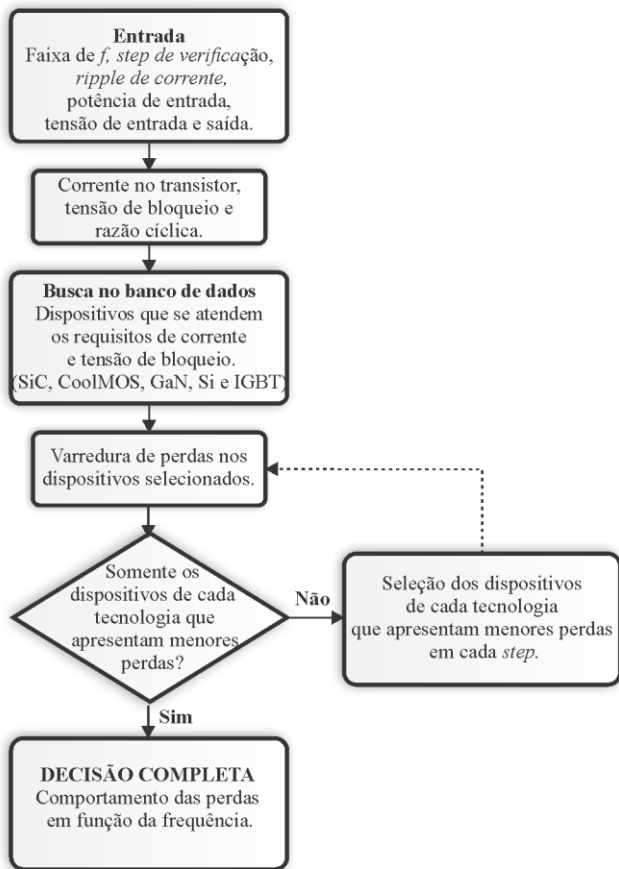 Entrada
Faixa de f, step de verificação,
ripple de corrente,
potência de entrada,
tensão de entrada e saída.
Corrente no transistor,
tensão de bloqueio e
razão cíclica.
Busca no banco de dados
Dispositivos que se atendem
os requisitos de corrente
e tensão de bloqueio.
(SiC, CoolMOS, GaN, Si e IGBT)
Varredura de perdas nos
dispositivos selecionados.
Somente os
dispositivos de cada
tecnologia que
apresentam menores
perdas?
Não
Seleção dos dispositivos
de cada tecnologia
que apresentam menores perdas
em cada step.
Sim
DECISÃO COMPLETA
Comportamento das perdas
em função da frequência.